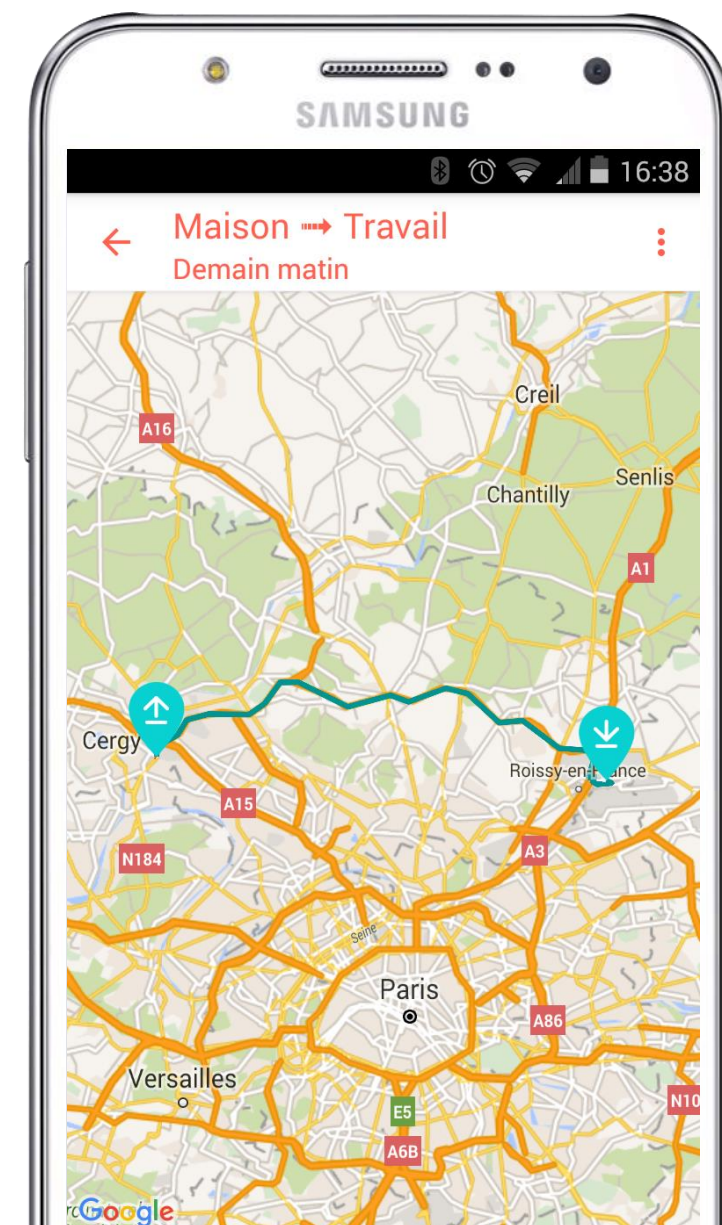 SAMSUNG
16:38
Maison ➟ Travail
Demain matin
Creil
A16
Senlis
Chantilly
A1
Cergy
Roissy-en-France
A15
A3
N184
Seine
Paris
A86
Versailles
N10
E5
A6B
Google